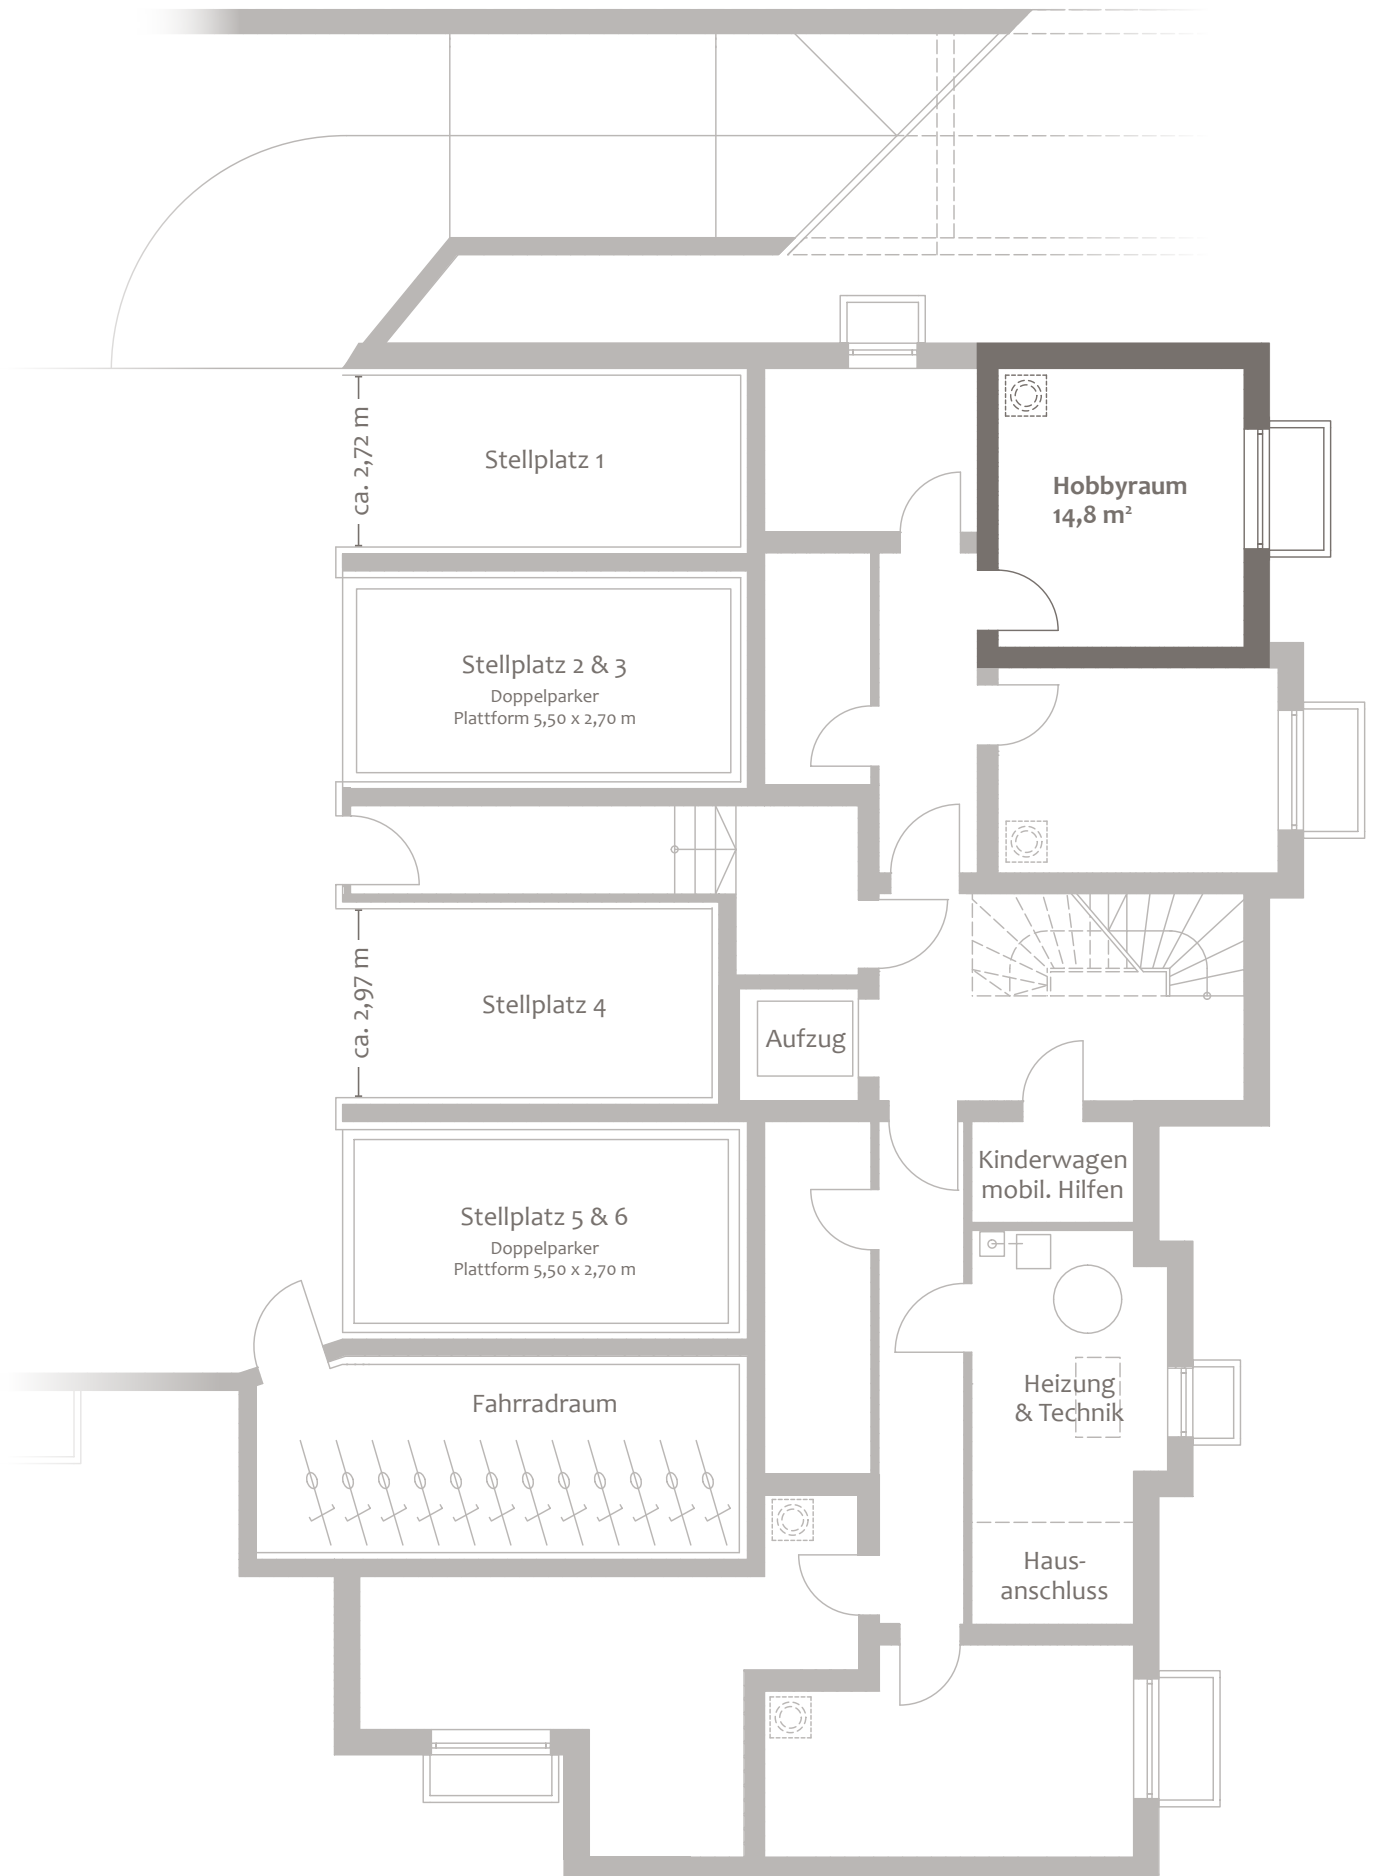 ca. 2,72 m
Stellplatz 1
Hobbyraum
14,8 m²
Stellplatz 2 & 3
Doppelparker
Plattform 5,50 x 2,70 m
ca. 2,97 m
Stellplatz 4
Aufzug
Kinderwagen
mobil. Hilfen
Stellplatz 5 & 6
Doppelparker
Plattform 5,50 x 2,70 m
Heizung
& Technik
Fahrradraum
Haus-
anschluss